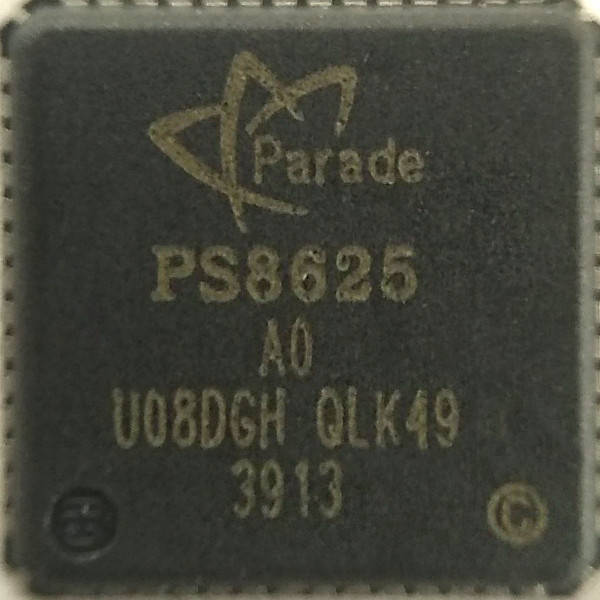 Parade
PS8625
A0
U08DGH QLK49
3913
©